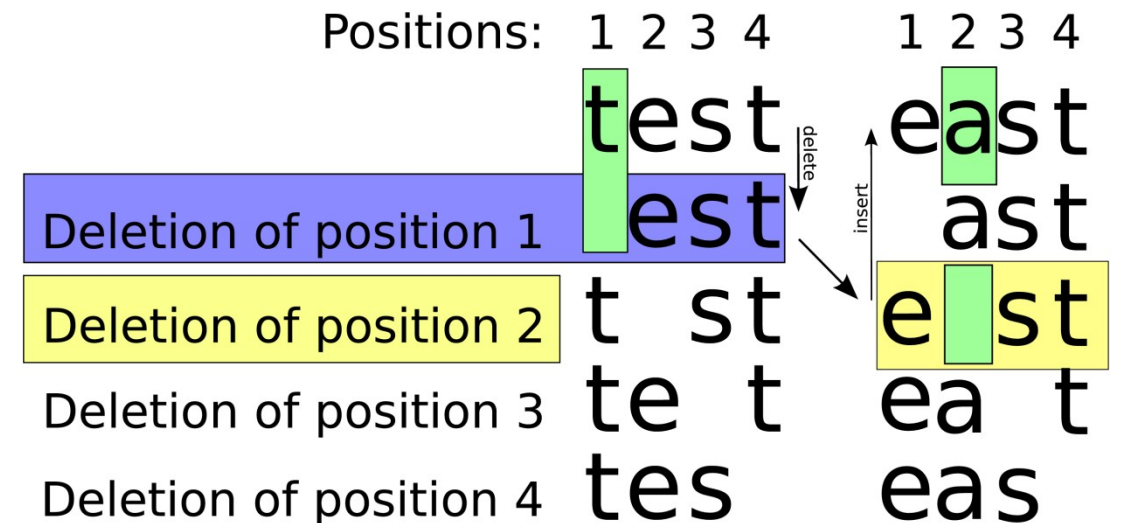 Positions: 1 2 3 4 1 2 3 4
test east
delete
Deletion of position 1 est ast
insert
Deletion of position 2 t st e st
Deletion of position 3 te t ea t
Deletion of position 4 tes eas